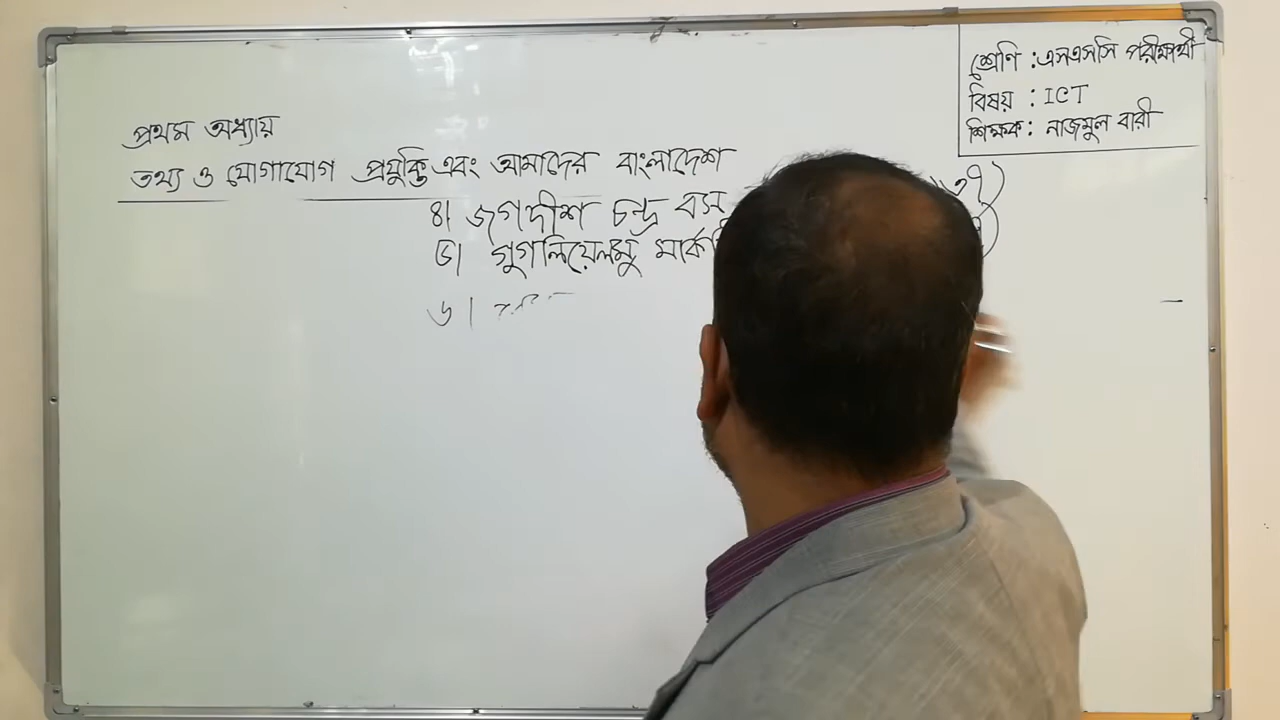 শ্রেণি : এসএসসি পরীক্ষার্থী
বিষয় : ICT
শিক্ষক : নাজমুল বারী
প্রথম অধ্যায়
তথ্য ও যোগাযোগ প্রযুক্তি এবং আমাদের বাংলাদেশ
৪। জগদীশ চন্দ্র বসু
৫। গুগলিয়েলমু মার্কনি
৬।